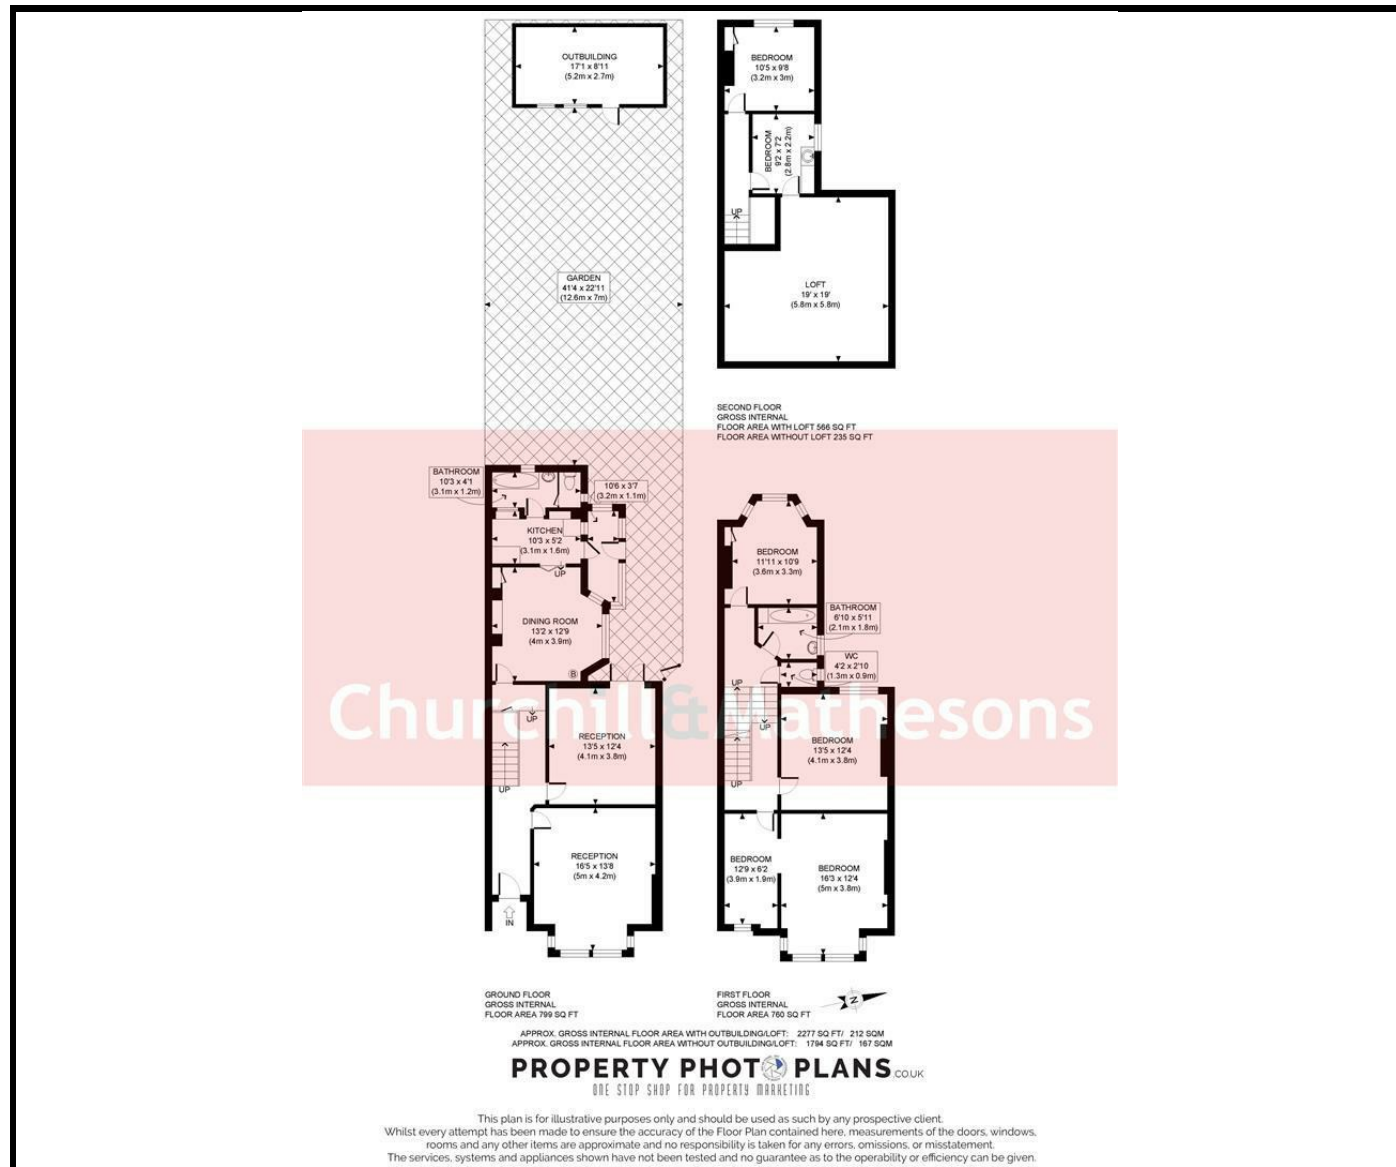 OUTBUILDING
17'1 x 8'11
(5.2m x 2.7m)
GARDEN
41'4 x 22'11
(12.6m x 7m)
BATHROOM
10'3 x 4'1
(3.1m x 1.2m)
10'6 x 3'7
(3.2m x 1.1m)
KITCHEN
10'3 x 5'2
(3.1m x 1.6m)
UP
DINING ROOM
13'2 x 12'9
(4m x 3.9m)
B
UP
UP
RECEPTION
13'5 x 12'4
(4.1m x 3.8m)
RECEPTION
16'5 x 13'8
(5m x 4.2m)
IN
GROUND FLOOR
GROSS INTERNAL
FLOOR AREA 799 SQ FT
BEDROOM
10'5 x 9'8
(3.2m x 3m)
BEDROOM
9'2 x 7'2
(2.8m x 2.2m)
UP
LOFT
19' x 19'
(5.8m x 5.8m)
SECOND FLOOR
GROSS INTERNAL
FLOOR AREA WITH LOFT 566 SQ FT
FLOOR AREA WITHOUT LOFT 235 SQ FT
BEDROOM
11'11 x 10'9
(3.6m x 3.3m)
BATHROOM
6'10 x 5'11
(2.1m x 1.8m)
WC
4'2 x 2'10
(1.3m x 0.9m)
UP
UP
UP
BEDROOM
13'5 x 12'4
(4.1m x 3.8m)
BEDROOM
12'9 x 6'2
(3.9m x 1.9m)
BEDROOM
16'3 x 12'4
(5m x 3.8m)
FIRST FLOOR
GROSS INTERNAL
FLOOR AREA 760 SQ FT
N
Churchill&Mathesons
APPROX. GROSS INTERNAL FLOOR AREA WITH OUTBUILDING/LOFT: 2277 SQ FT/ 212 SQM
APPROX. GROSS INTERNAL FLOOR AREA WITHOUT OUTBUILDING/LOFT: 1794 SQ FT/ 167 SQM
PROPERTY PHOTO PLANS.CO.UK
ONE STOP SHOP FOR PROPERTY MARKETING
This plan is for illustrative purposes only and should be used as such by any prospective client.
Whilst every attempt has been made to ensure the accuracy of the Floor Plan contained here, measurements of the doors, windows,
rooms and any other items are approximate and no responsibility is taken for any errors, omissions, or misstatement.
The services, systems and appliances shown have not been tested and no guarantee as to the operability or efficiency can be given.